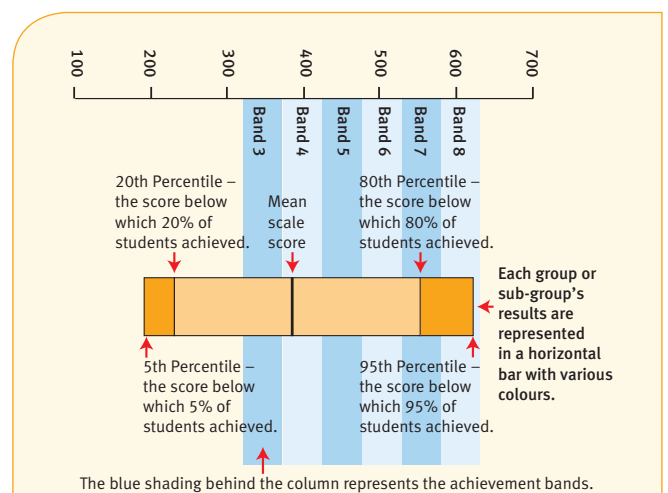 100
200
300
400
500
600
700
Band 3
Band 4
Band 5
Band 6
Band 7
Band 8
20th Percentile –
the score below
which 20% of
students achieved.
Mean
scale
score
80th Percentile –
the score below
which 80% of
students achieved.
Each group or
sub-group’s
results are
represented
in a horizontal
bar with various
colours.
5th Percentile –
the score below
which 5% of
students achieved.
95th Percentile –
the score below
which 95% of
students achieved.
The blue shading behind the column represents the achievement bands.